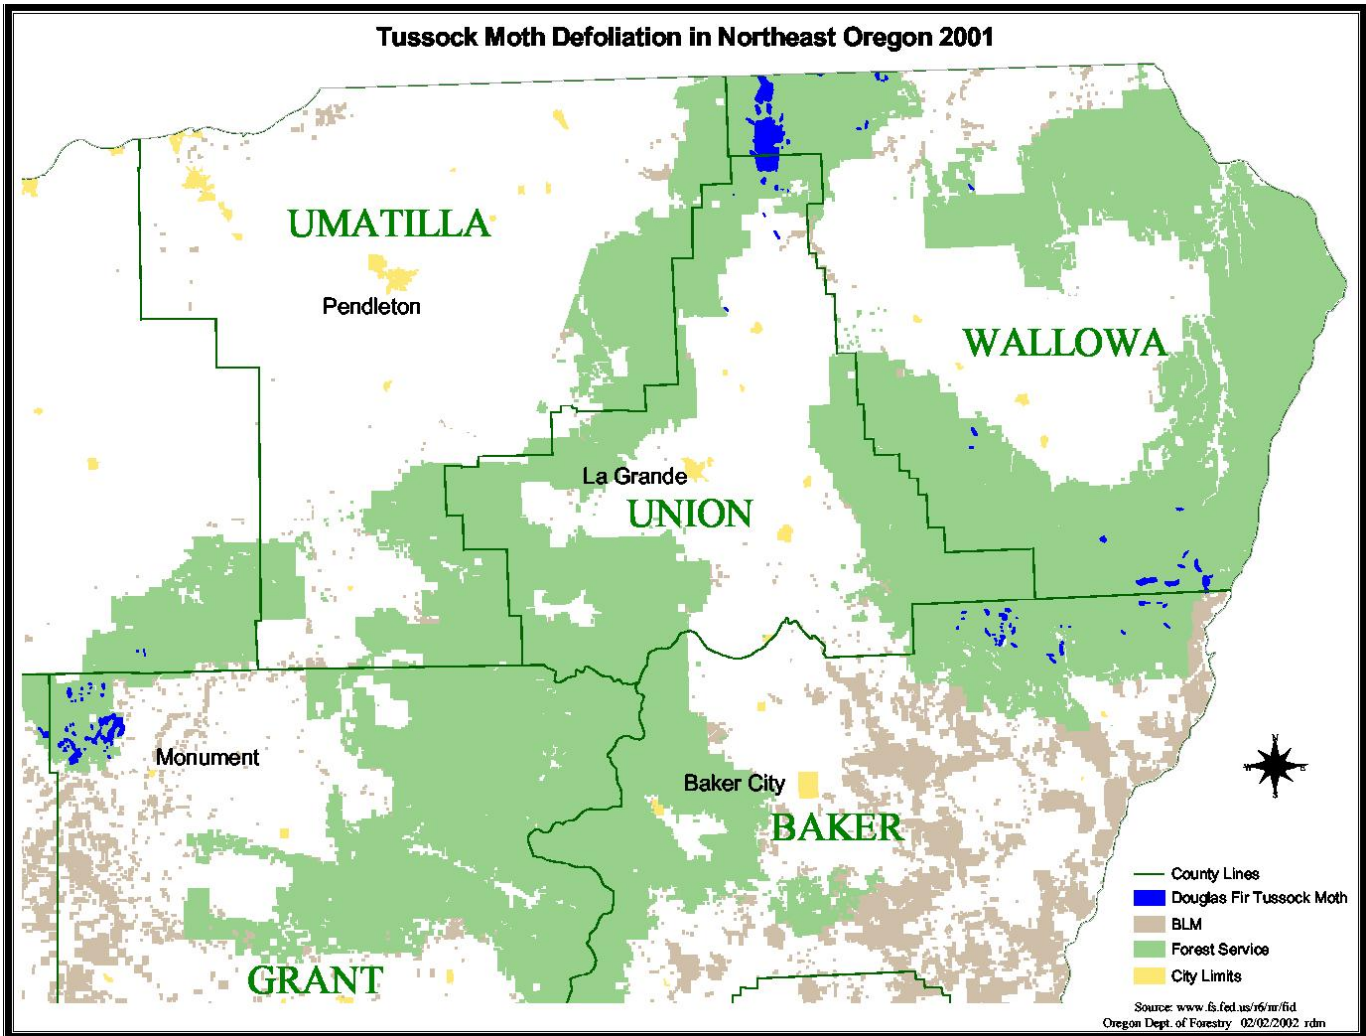 Tussock Moth Defoliation in Northeast Oregon 2001
UMATILLA
Pendleton
WALLOWA
La Grande
UNION
Monument
Baker City
BAKER
GRANT
N
W E
S
County Lines
Douglas Fir Tussock Moth
BLM
Forest Service
City Limits
Source: www.fs.fed.us/r6/nr/fid
Oregon Dept. of Forestry 02/02/2002 rdm